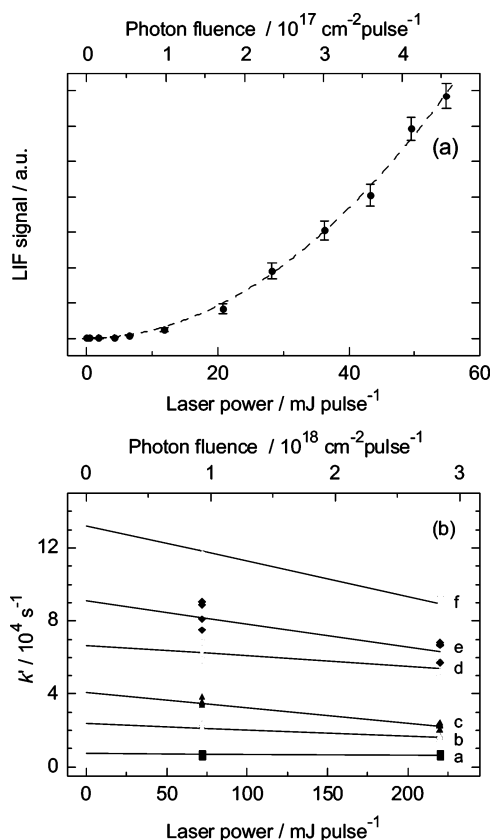 Photon fluence / 10¹⁷ cm⁻²pulse⁻¹
0 1 2 3 4
LIF signal / a.u.
(a)
0 20 40 60
Laser power / mJ pulse⁻¹
Photon fluence / 10¹⁸ cm⁻²pulse⁻¹
0 1 2 3
(b)
12
8
4
0
k' / 10⁴ s⁻¹
f
e
d
c
b
a
0 50 100 150 200
Laser power / mJ pulse⁻¹